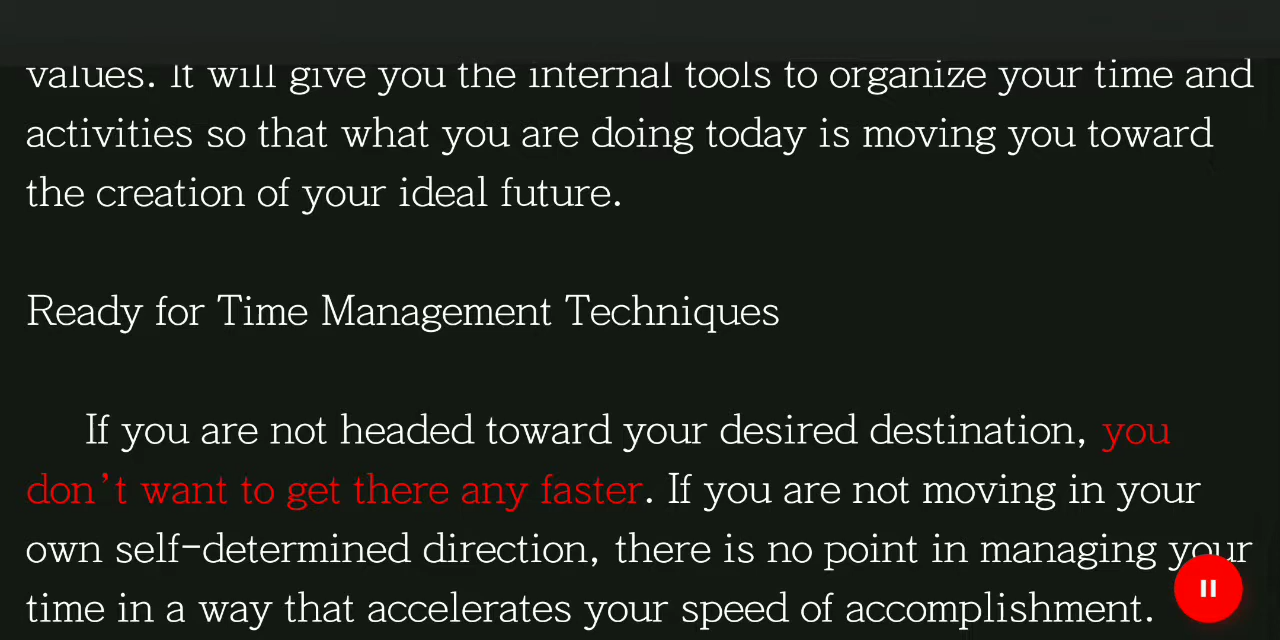 values. It will give you the internal tools to organize your time and
activities so that what you are doing today is moving you toward
the creation of your ideal future.
Ready for Time Management Techniques
If you are not headed toward your desired destination, you
don't want to get there any faster. If you are not moving in your
own self-determined direction, there is no point in managing your
time in a way that accelerates your speed of accomplishment.